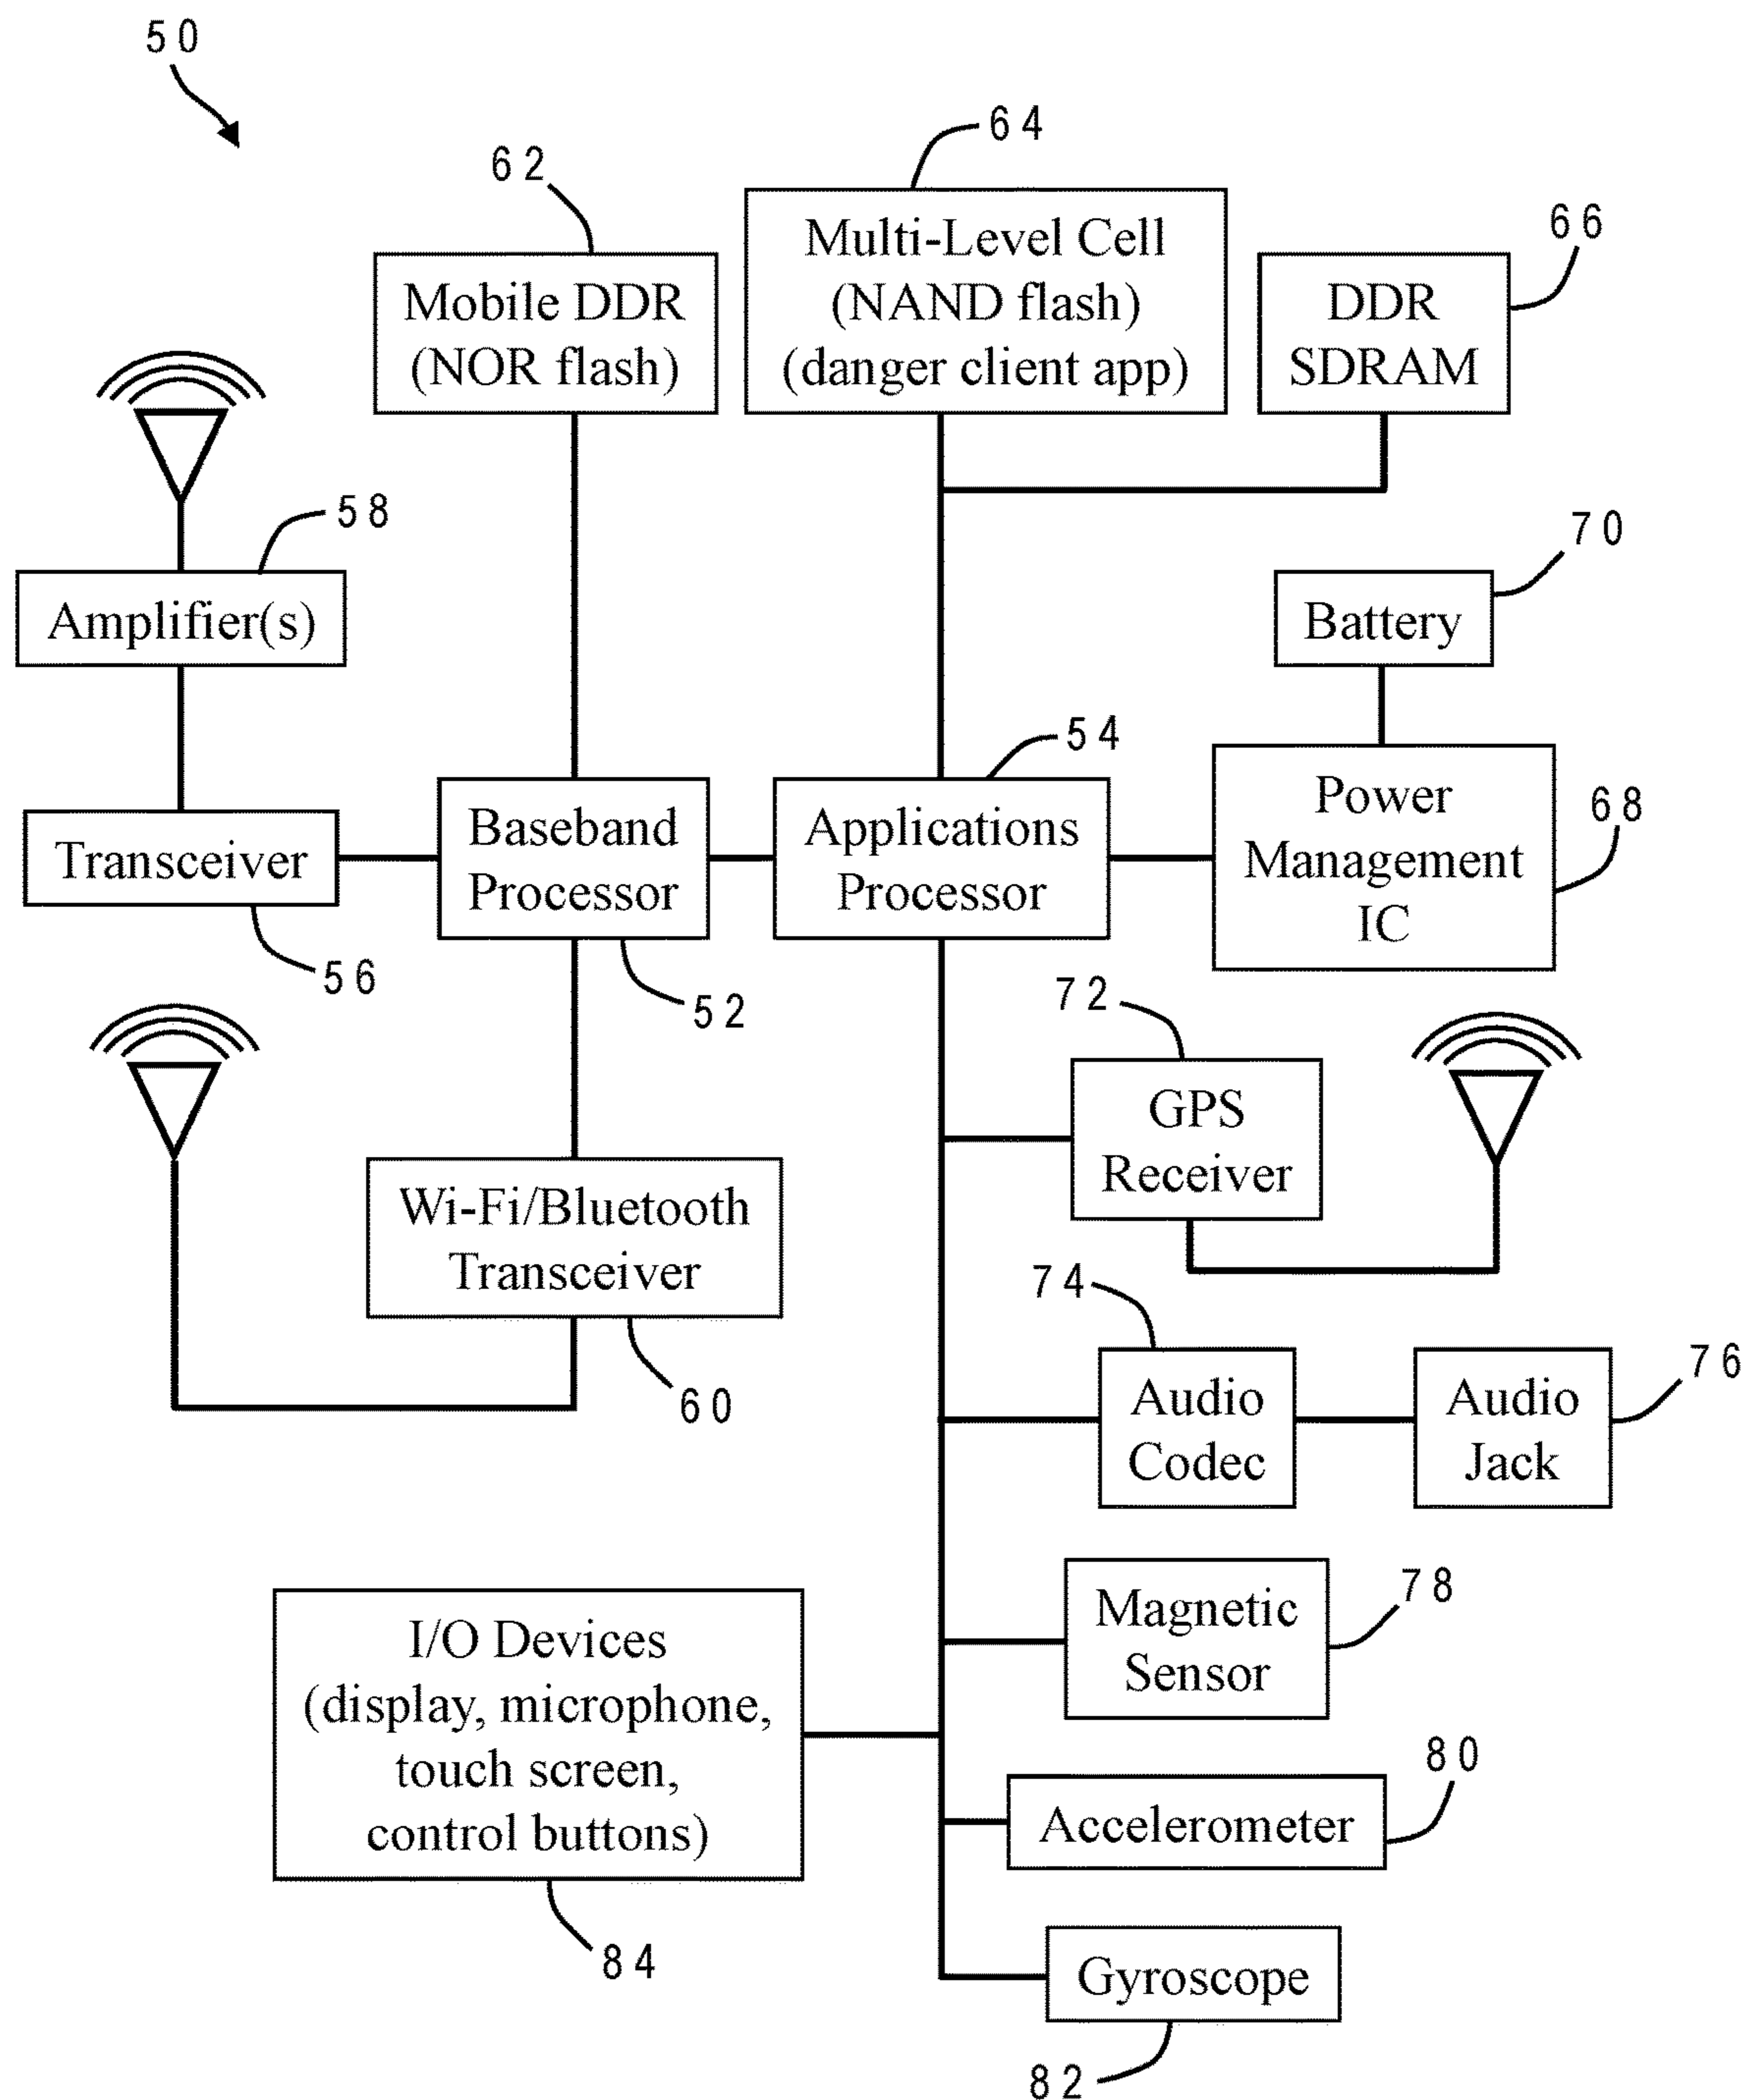 50
62
64
66
Mobile DDR
(NOR flash)
Multi-Level Cell
(NAND flash)
(danger client app)
DDR
SDRAM
58
70
Amplifier(s)
Battery
54
Transceiver
56
Baseband
Processor
52
Applications
Processor
Power
Management
IC
68
72
GPS
Receiver
Wi-Fi/Bluetooth
Transceiver
60
74
Audio
Codec
Audio
Jack
76
Magnetic
Sensor
78
I/O Devices
(display, microphone,
touch screen,
control buttons)
84
80
Accelerometer
Gyroscope
82